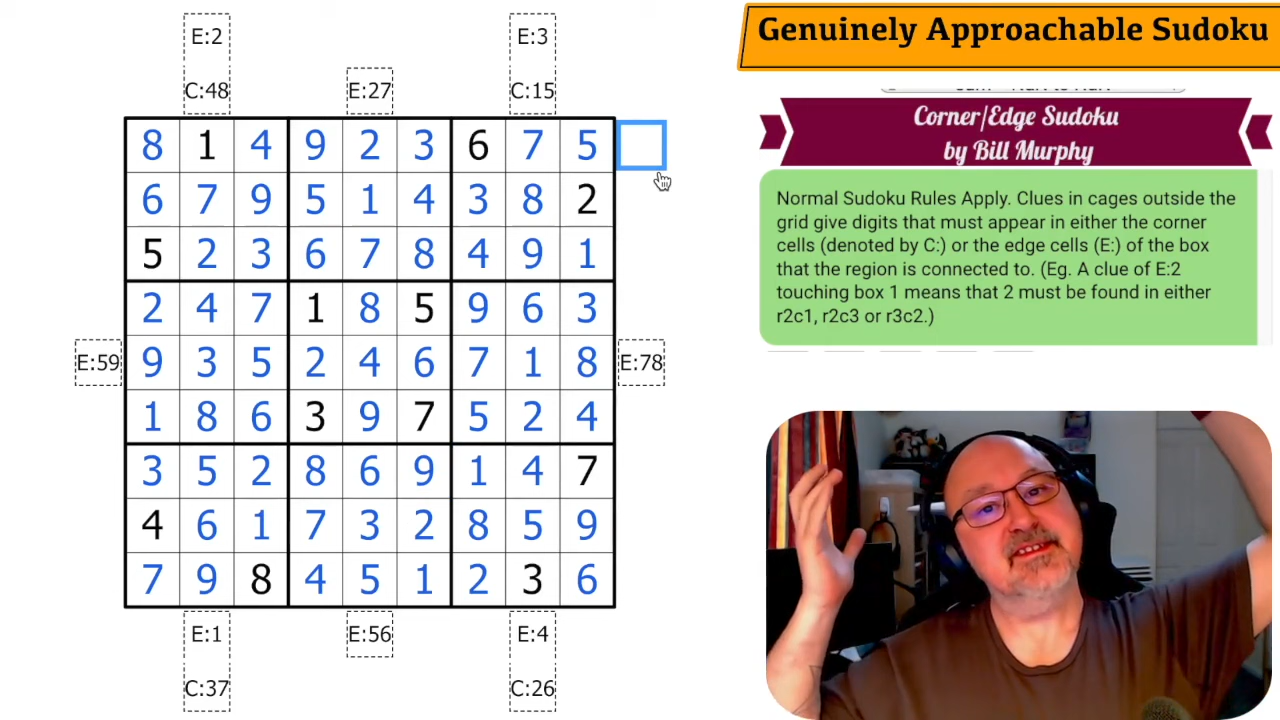 Genuinely Approachable Sudoku
Corner/Edge Sudoku
by Bill Murphy
Normal Sudoku Rules Apply. Clues in cages outside the
grid give digits that must appear in either the corner
cells (denoted by C:) or the edge cells (E:) of the box
that the region is connected to. (Eg. A clue of E:2
touching box 1 means that 2 must be found in either
r2c1, r2c3 or r3c2.)
E:2 E:3
C:48 E:27 C:15
8 1 4 9 2 3 6 7 5
6 7 9 5 1 4 3 8 2
5 2 3 6 7 8 4 9 1
2 4 7 1 8 5 9 6 3
E:59 9 3 5 2 4 6 7 1 8 E:78
1 8 6 3 9 7 5 2 4
3 5 2 8 6 9 1 4 7
4 6 1 7 3 2 8 5 9
7 9 8 4 5 1 2 3 6
E:1 E:56 E:4
C:37 C:26